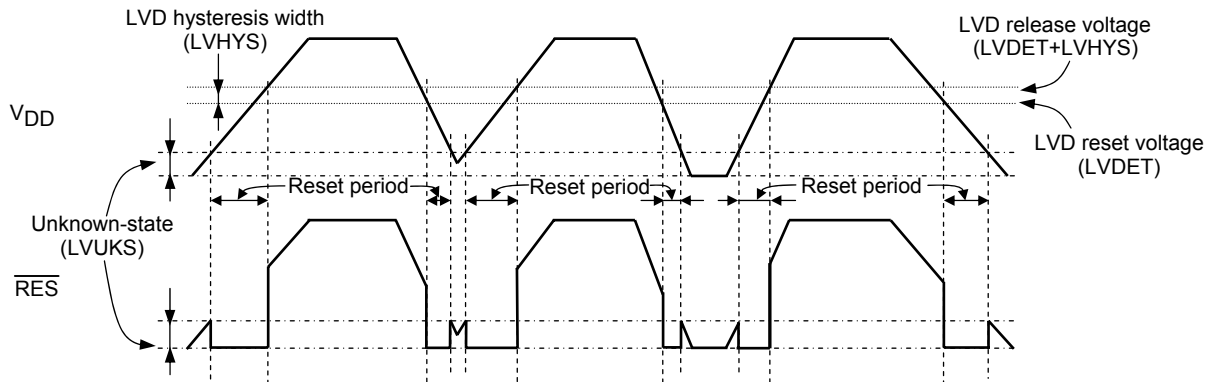 LVD hysteresis width
(LVHYS)
LVD release voltage
(LVDET+LVHYS)
VDD
LVD reset voltage
(LVDET)
Reset period
Reset period
Reset period
Unknown-state
(LVUKS)
RES